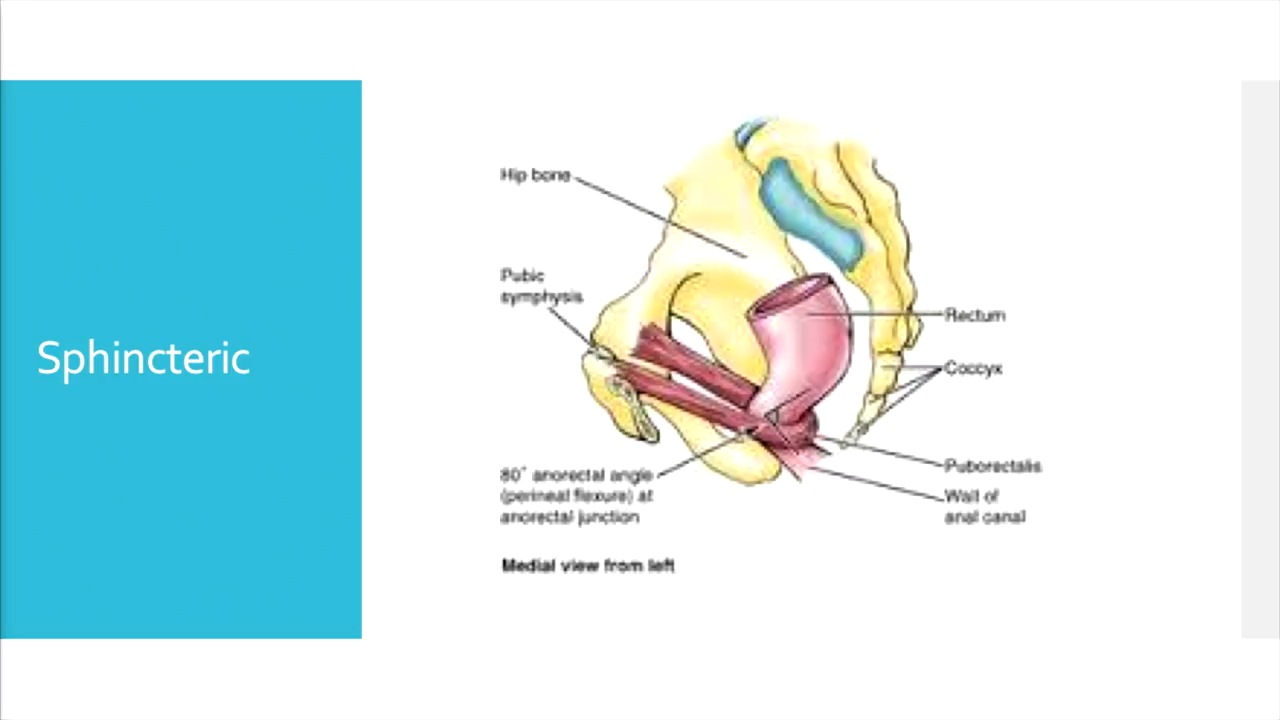 Sphincteric
Hip bone
Pubic
symphysis
Rectum
Coccyx
80° anorectal angle
(perineal flexure) at
anorectal junction
Puborectalis
Wall of
anal canal
Medial view from left